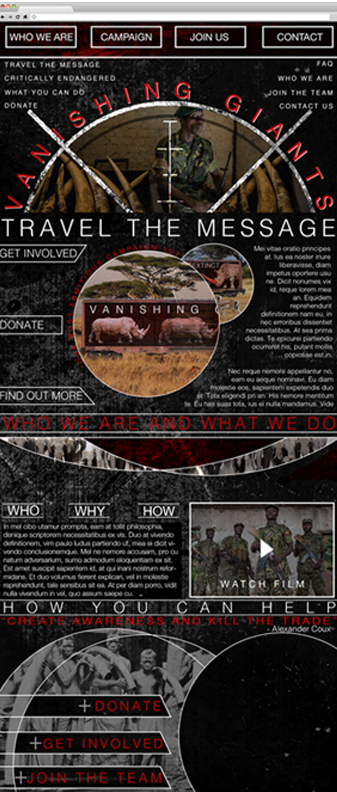 WHO WE ARE
CAMPAIGN
JOIN US
CONTACT
TRAVEL THE MESSAGE
CRITICALLY ENDANGERED
WHAT YOU CAN DO
DONATE
FAQ
WHO WE ARE
JOIN THE TEAM
CONTACT US
VANISHING GIANTS
TRAVEL THE MESSAGE
GET INVOLVED
DONATE
FIND OUT MORE
EXTINCT
VANISHING
Mei vitae oratio principes
at. Ius ea noster iriure
liberavisse, diam
impetus oportere usu
ne. Dicit nonumes vix
id, reque lorem mea
an. Equidem
reprehendunt
definitionem nam eu, in
nec erroribus dissentiet
necessitatibus. At sea prima
dictas. Te epicurei partiendo
ocurreret his, putant mollis
oposiae est.in.
Nec reque nemore appellantur no,
eam eu aeque nominavi. Eu diam
molestie eos, sapientem expetendis duo
at. Tota eligendi pri an. His nemore mentitum
te. Eu has suas tota, ius ei nulla mandamus. Vide
WHO WE ARE AND WHAT WE DO
WHO
WHY
HOW
In mel cibo utamur prompta, eam at tollit philosophia,
denique scriptorem necessitatibus ex vis. Duo at vivendo
definitionem, vim paulo ludus partiendo ut, mea ei dicit vi-
vendo conclusionemque. Mel ne nemore accusam, pro cu
natum adversarium, sumo admodum eloquentiam ex sit.
Est amet suscipit sapientem id, at qui inani nostrum refor-
midans. Et duo volumus fierent explicari, vel in molestie
reprehendunt, tale sensibus sit ea. At per diam porro, vidit
nulla vivendum in vel, quo assum saepe cu.
WATCH FILM
HOW YOU CAN HELP
"CREATE AWARENESS AND KILL THE TRADE"
- Alexander Coux-
+DONATE
+GET INVOLVED
+JOIN THE TEAM